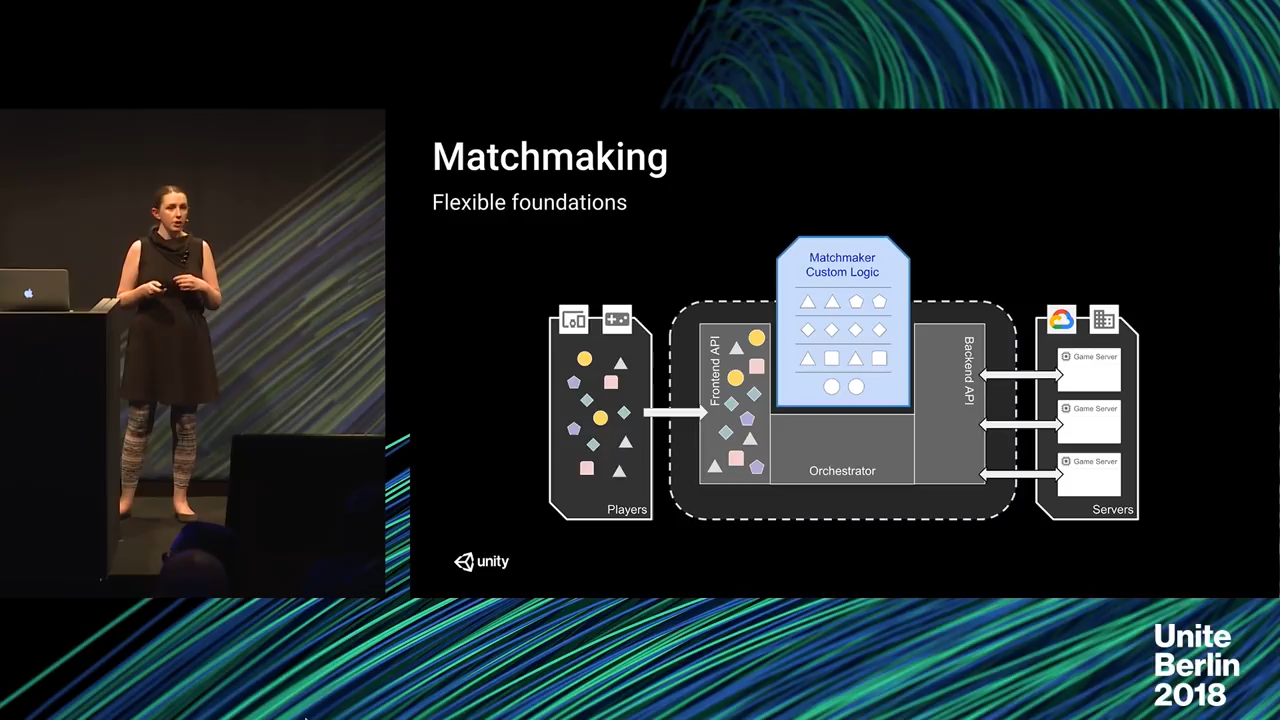 Matchmaking
Flexible foundations
Matchmaker
Custom Logic
Frontend API
Backend API
Orchestrator
Players
Game Server
Game Server
Game Server
Servers
unity
Unite
Berlin
2018